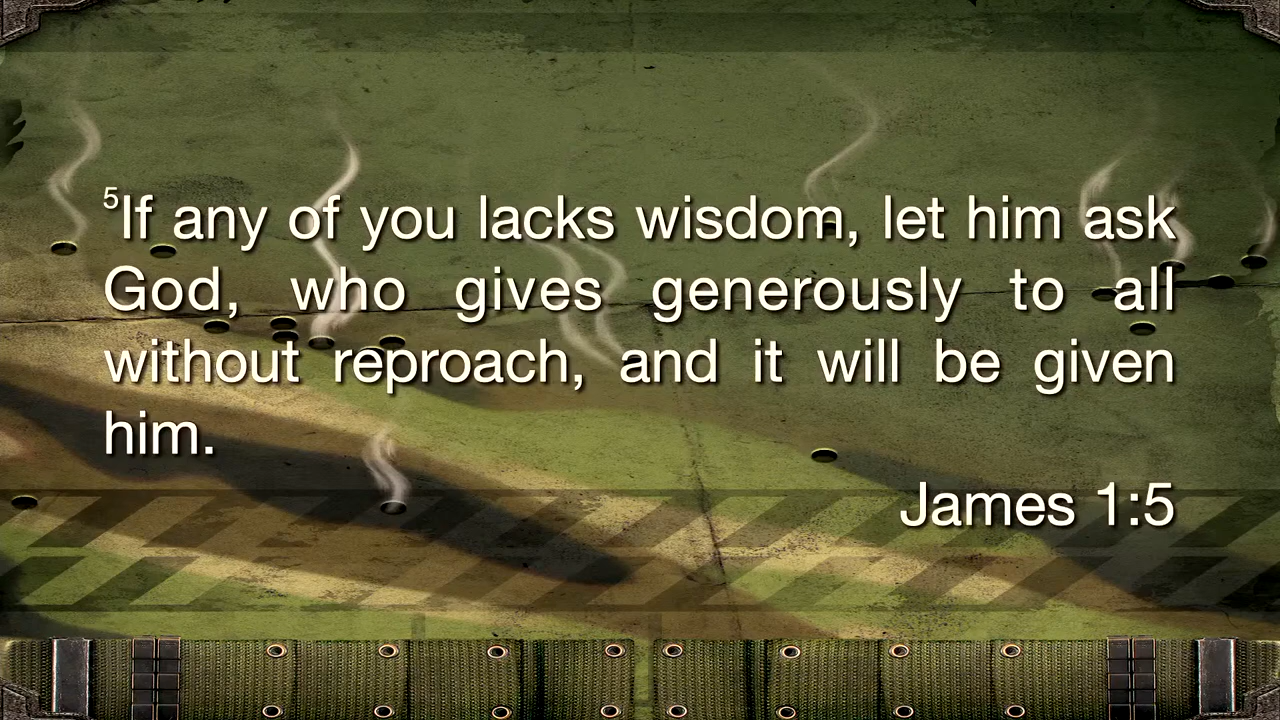 ⁵If any of you lacks wisdom, let him ask
God, who gives generously to all
without reproach, and it will be given
him.
James 1:5